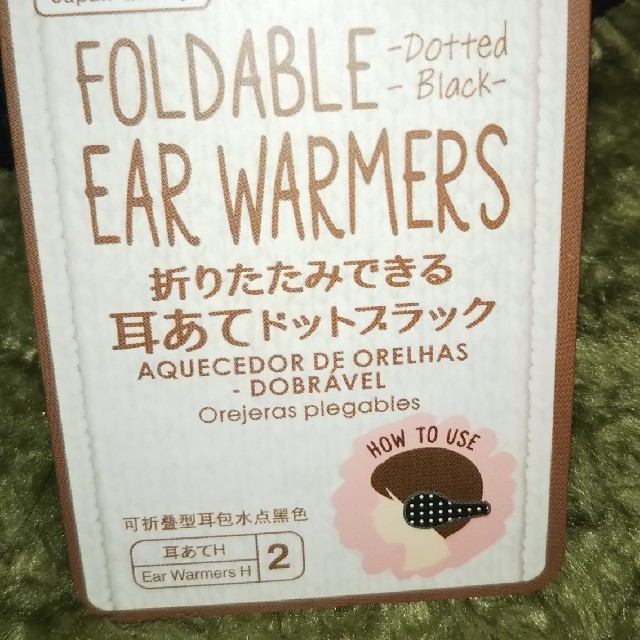 FOLDABLE -Dotted
- Black-
EAR WARMERS
折りたたみできる
耳あてドットブラック
AQUECEDOR DE ORELHAS
- DOBRÁVEL
Orejeras plegables
HOW TO USE
可折叠型耳包水点黑色
耳あてH
Ear Warmers H
2